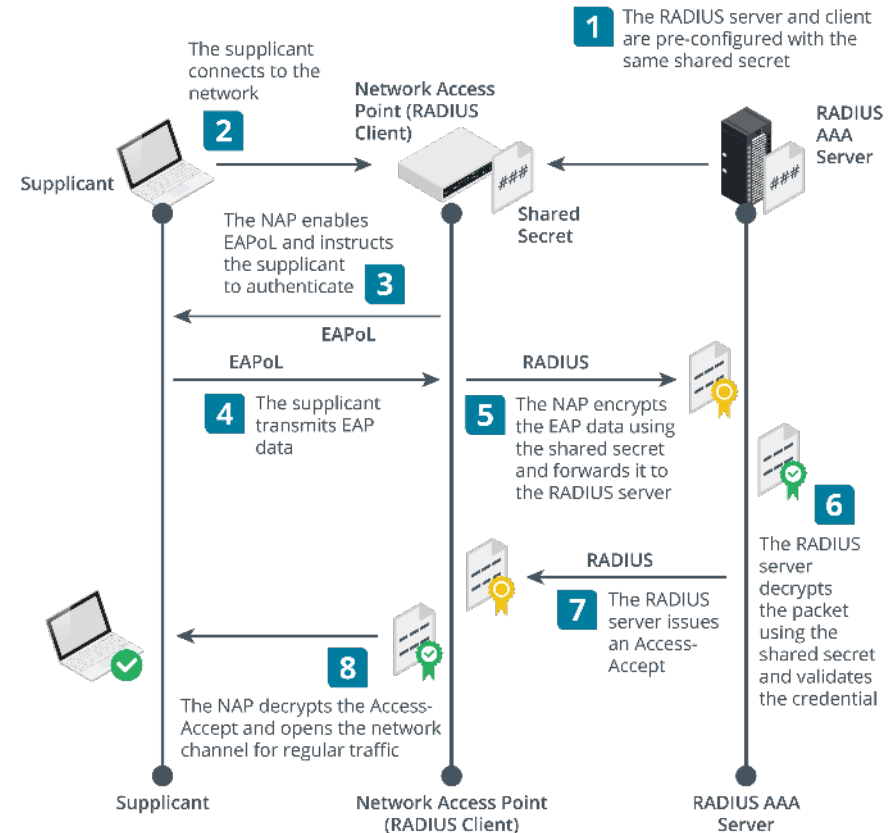 1
The RADIUS server and client
are pre-configured with the
same shared secret
The supplicant
connects to the
network
2
Network Access
Point (RADIUS
Client)
RADIUS
AAA
Server
Supplicant
###
###
Shared
Secret
The NAP enables
EAPoL and instructs
the supplicant
to authenticate
3
EAPoL
EAPoL
RADIUS
4
The supplicant
transmits EAP
data
5
The NAP encrypts
the EAP data using
the shared secret
and forwards it to
the RADIUS server
6
The RADIUS
server
decrypts
the packet
using the
shared secret
and validates
the credential
RADIUS
7
The RADIUS
server issues
an Access-
Accept
8
The NAP decrypts the Access-
Accept and opens the network
channel for regular traffic
Supplicant
Network Access Point
(RADIUS Client)
RADIUS AAA
Server